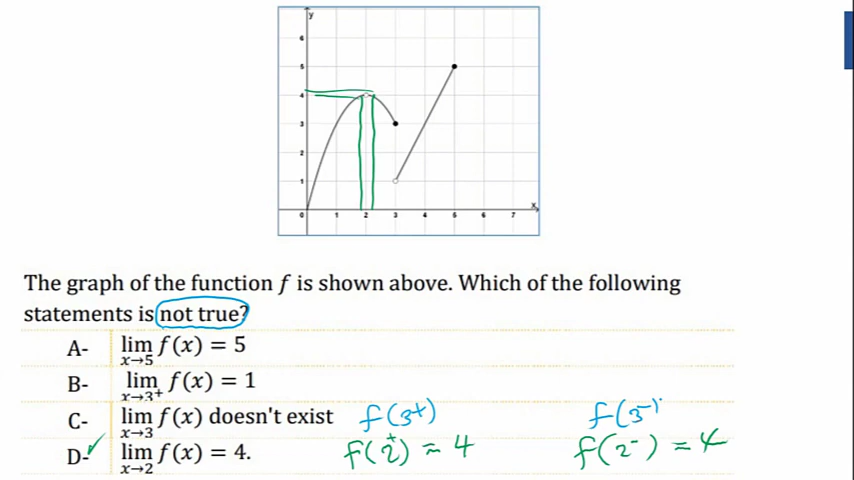 y
6
5
4
3
2
1
0 1 2 3 4 5 6 7 x
The graph of the function f is shown above. Which of the following
statements is not true?
A- lim x→5 f(x) = 5
B- lim x→3⁺ f(x) = 1
C- lim x→3 f(x) doesn't exist f(3⁺) f(3⁻)
D- lim x→2 f(x) = 4. f(2⁺) ≈ 4 f(2⁻) = 4